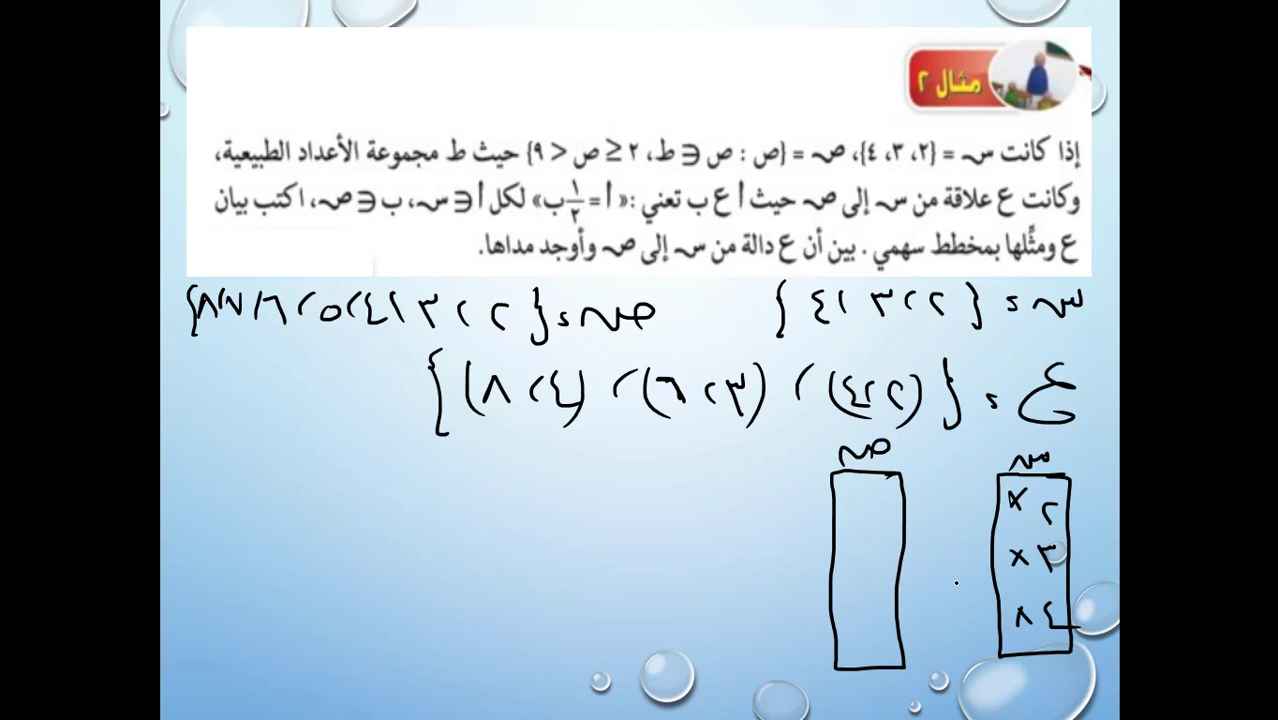 مثال ٢
إذا كانت س = {٢، ٣، ٤}، ص = {ص : ص ∈ ط، ٢ ≤ ص < ٩} حيث ط مجموعة الأعداد الطبيعية،
وكانت ع علاقة من س إلى ص حيث أ ع ب تعني :« أ = ١/٢ ب» لكل أ ∈ س، ب ∈ ص، اكتب بيان
ع ومثِّلها بمخطط سهمي . بين أن ع دالة من س إلى ص وأوجد مداها.
س = {٢، ٣، ٤} ص = {٢، ٣، ٤، ٥، ٦، ٧، ٨}
ع = {(٢، ٤)، (٣، ٦)، (٤، ٨)}
س ص
٢
٣
٤